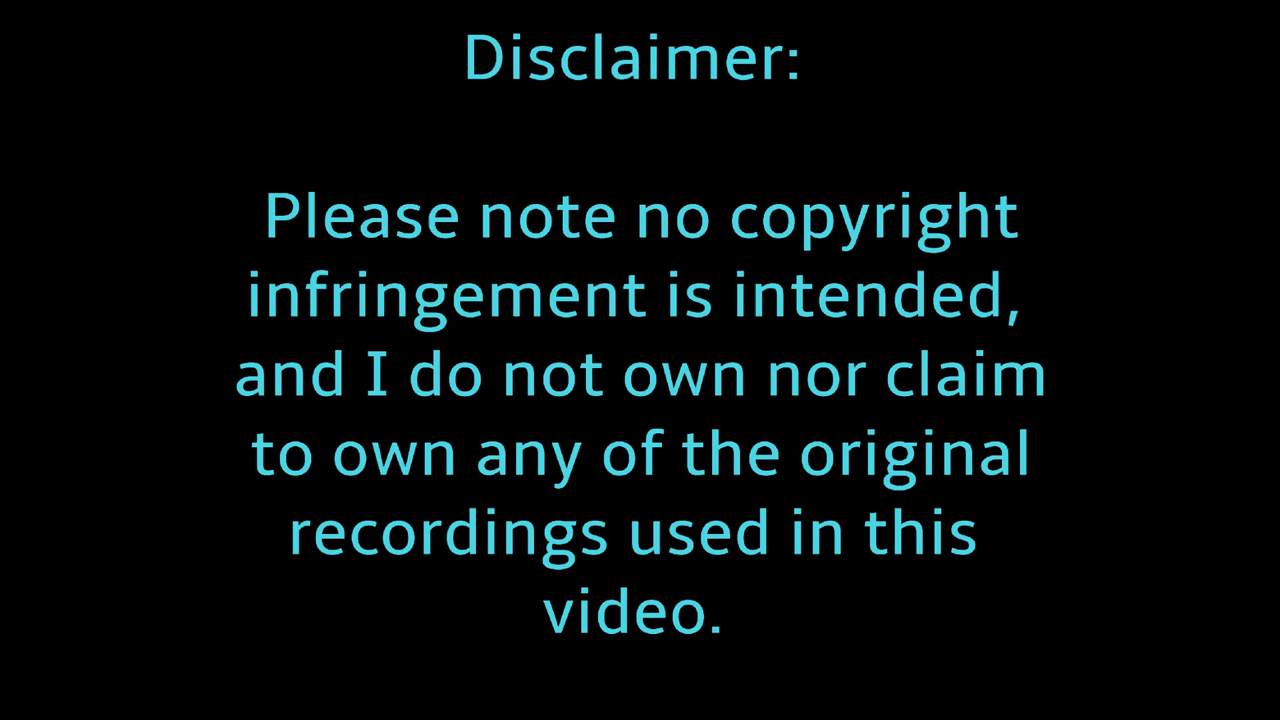 Disclaimer:
Please note no copyright
infringement is intended,
and I do not own nor claim
to own any of the original
recordings used in this
video.